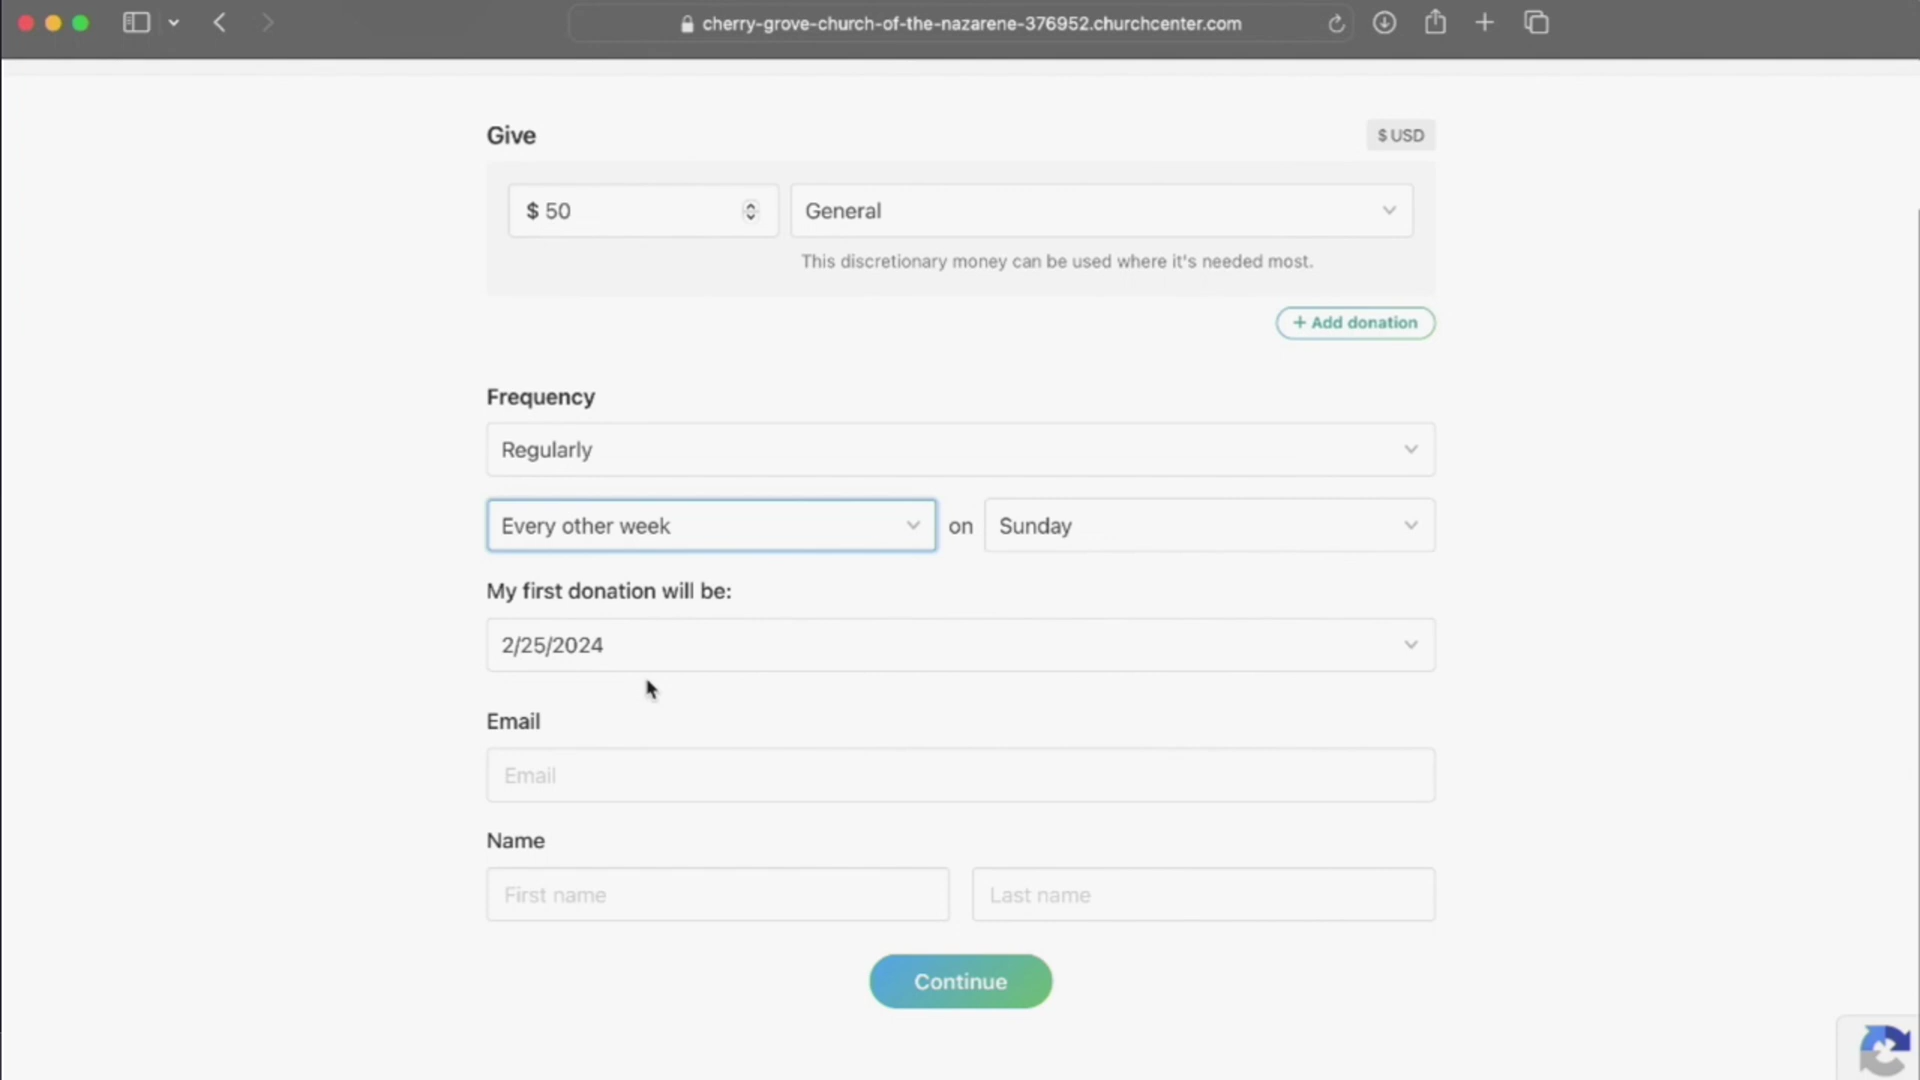 cherry-grove-church-of-the-nazarene-376952.churchcenter.com
Give
$ USD
$ 50
General
This discretionary money can be used where it's needed most.
+ Add donation
Frequency
Regularly
Every other week on Sunday
My first donation will be:
2/25/2024
Email
Email
Name
First name
Last name
Continue